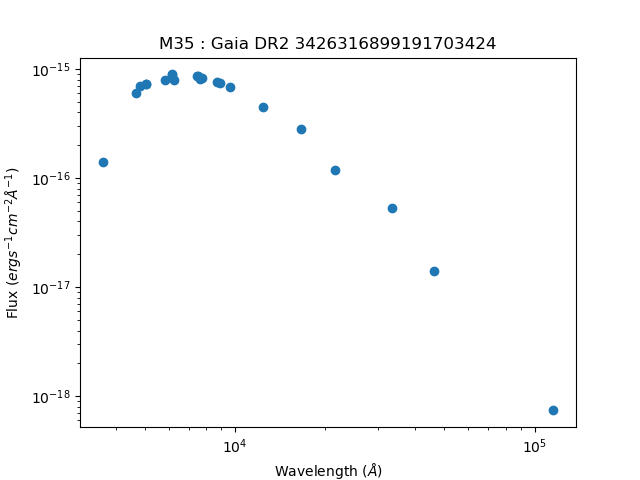 M35 : Gaia DR2 3426316899191703424
Flux (ergs⁻¹cm⁻²Å⁻¹)
10⁻¹⁵
10⁻¹⁶
10⁻¹⁷
10⁻¹⁸
10⁴
10⁵
Wavelength (Å)